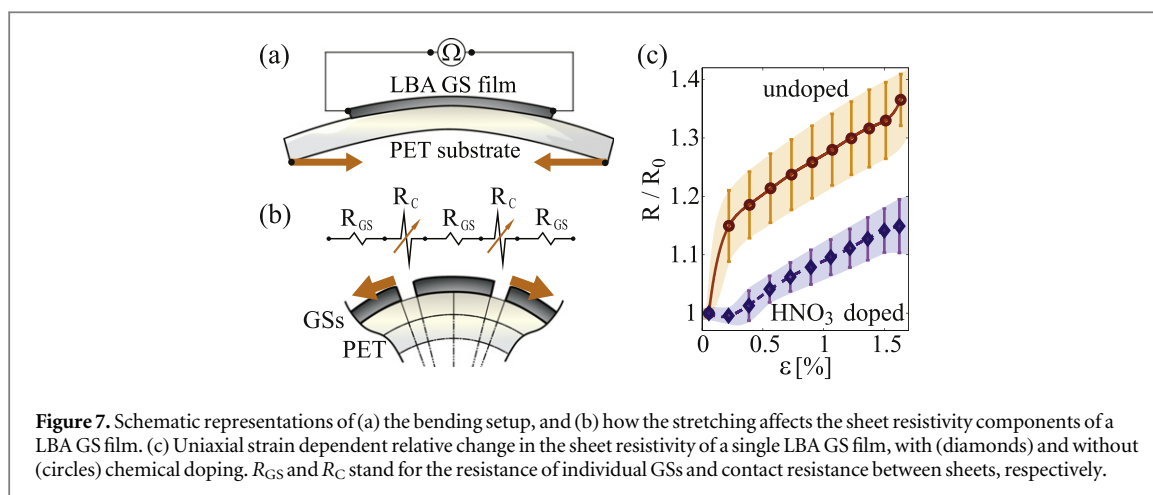 (a)
Ω
LBA GS film
PET substrate
(b)
R_GS R_C R_GS R_C R_GS
GSs
PET
(c)
R / R_0
1.4
1.3
1.2
1.1
1
undoped
HNO_3 doped
0 0.5 1 1.5
ε [%]
Figure 7. Schematic representations of (a) the bending setup, and (b) how the stretching affects the sheet resistivity components of a
LBA GS film. (c) Uniaxial strain dependent relative change in the sheet resistivity of a single LBA GS film, with (diamonds) and without
(circles) chemical doping. R_GS and R_C stand for the resistance of individual GSs and contact resistance between sheets, respectively.